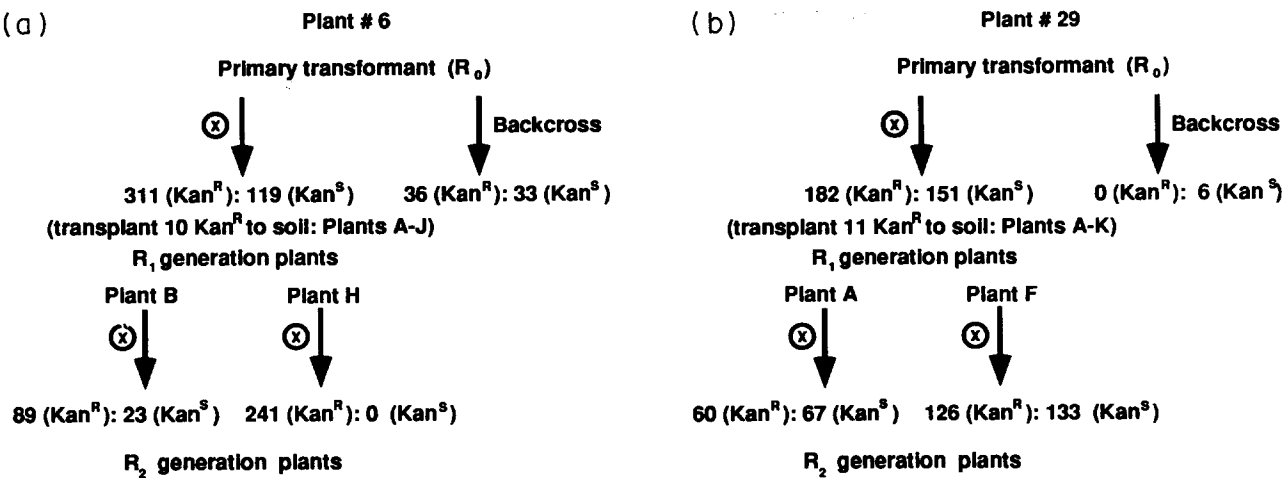 (a)
Plant # 6
Primary transformant (R₀)
ⓧ
Backcross
311 (Kanᴿ): 119 (Kanˢ)
36 (Kanᴿ): 33 (Kanˢ)
(transplant 10 Kanᴿ to soil: Plants A-J)
R₁ generation plants
Plant B
Plant H
ⓧ
ⓧ
89 (Kanᴿ): 23 (Kanˢ)
241 (Kanᴿ): 0 (Kanˢ)
R₂ generation plants
(b)
Plant # 29
Primary transformant (R₀)
ⓧ
Backcross
182 (Kanᴿ): 151 (Kanˢ)
0 (Kanᴿ): 6 (Kanˢ)
(transplant 11 Kanᴿ to soil: Plants A-K)
R₁ generation plants
Plant A
Plant F
ⓧ
ⓧ
60 (Kanᴿ): 67 (Kanˢ)
126 (Kanᴿ): 133 (Kanˢ)
R₂ generation plants